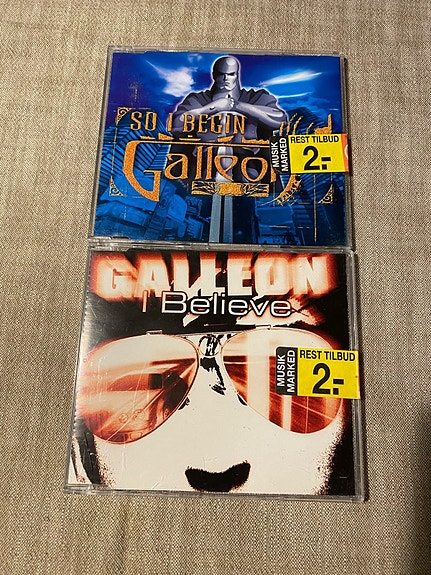 SO I BEGIN
Galleon
MUSIK
MARKED
REST TILBUD
2.-
GALLEON
I Believe
MUSIK
MARKED
REST TILBUD
2.-